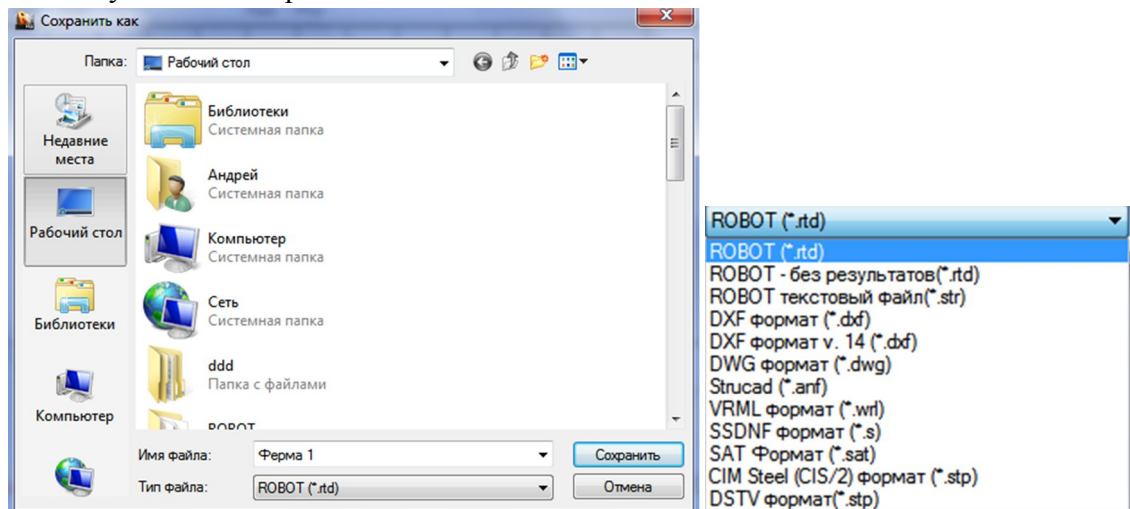 Сохранить как
Папка:
Рабочий стол
Недавние
места
Рабочий стол
Библиотеки
Компьютер
Библиотеки
Системная папка
Андрей
Системная папка
Компьютер
Системная папка
Сеть
Системная папка
ddd
Папка с файлами
Имя файла:
Ферма 1
Сохранить
Тип файла:
ROBOT (*.rtd)
Отмена
ROBOT (*.rtd)
ROBOT (*.rtd)
ROBOT - без результатов(*.rtd)
ROBOT текстовый файл(*.str)
DXF формат (*.dxf)
DXF формат v. 14 (*.dxf)
DWG формат (*.dwg)
Strucad (*.anf)
VRML формат (*.wrl)
SSDNF формат (*.s)
SAT Формат (*.sat)
CIM Steel (CIS/2) формат (*.stp)
DSTV формат(*.stp)